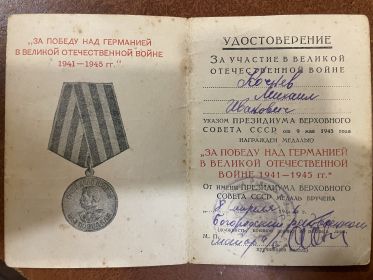 „ЗА ПОБЕДУ НАД ГЕРМАНИЕЙ
В ВЕЛИКОЙ ОТЕЧЕСТВЕННОЙ ВОЙНЕ
1941—1945 гг.“
УДОСТОВЕРЕНИЕ
ЗА УЧАСТИЕ В ВЕЛИКОЙ
ОТЕЧЕСТВЕННОЙ ВОЙНЕ
Михаил
Иванович
УКАЗОМ ПРЕЗИДИУМА ВЕРХОВНОГО
СОВЕТА СССР от 9 мая 1945 года
НАГРАЖДЕН МЕДАЛЬЮ
„ЗА ПОБЕДУ НАД ГЕРМАНИЕЙ
В ВЕЛИКОЙ ОТЕЧЕСТВЕННОЙ
ВОЙНЕ 1941—1945 гг.“
ОТ ИМЕНИ ПРЕЗИДИУМА ВЕРХОВНОГО
СОВЕТА СССР МЕДАЛЬ ВРУЧЕНА
апреля
М. П.